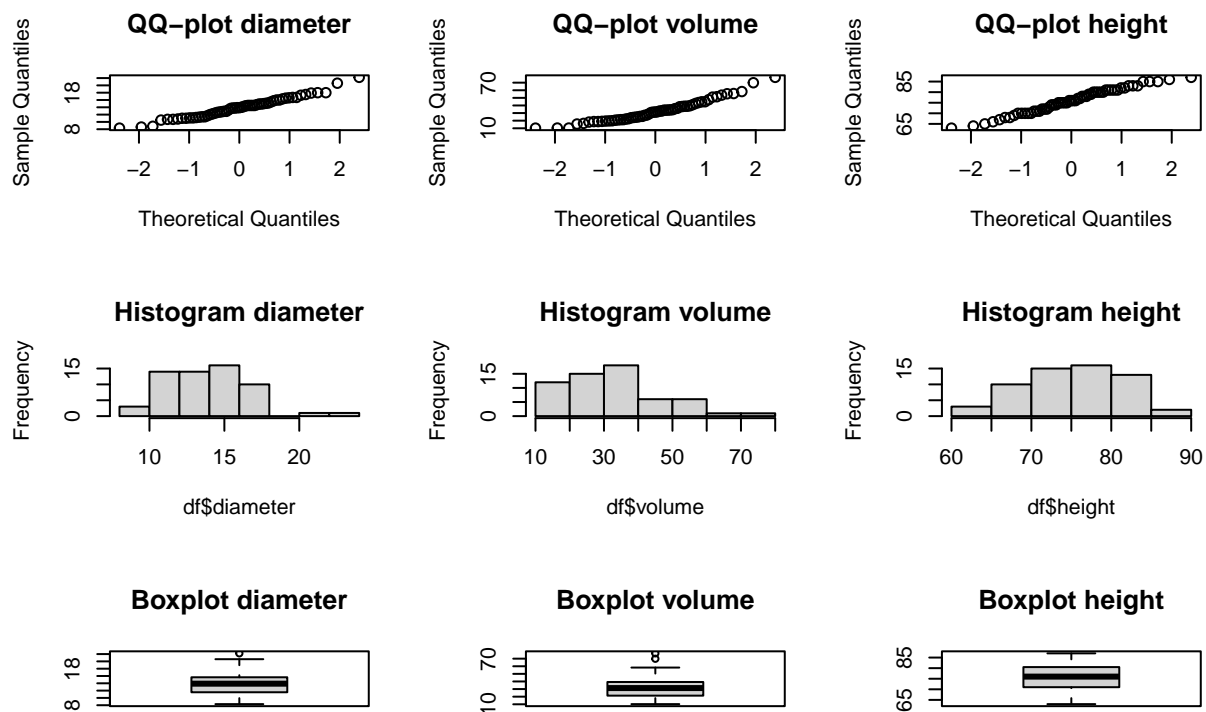 QQ−plot diameter QQ−plot volume QQ−plot height
Sample Quantiles Sample Quantiles Sample Quantiles
8 18 10 70 65 85
−2 −1 0 1 2 −2 −1 0 1 2 −2 −1 0 1 2
Theoretical Quantiles Theoretical Quantiles Theoretical Quantiles
Histogram diameter Histogram volume Histogram height
Frequency Frequency Frequency
0 15 0 15 0 15
10 15 20 10 30 50 70 60 70 80 90
df$diameter df$volume df$height
Boxplot diameter Boxplot volume Boxplot height
8 18 10 70 65 85